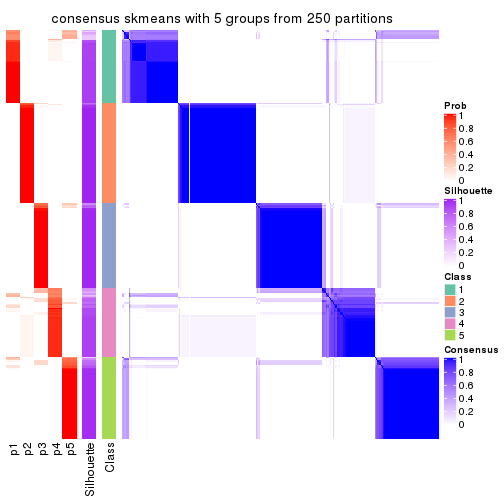 consensus skmeans with 5 groups from 250 partitions
Prob
1
0.8
0.6
0.4
0.2
0
Silhouette
1
0.8
0.6
0.4
0.2
0
Class
1
2
3
4
5
Consensus
1
0.8
0.6
0.4
0.2
0
p1
p2
p3
p4
p5
Silhouette
Class